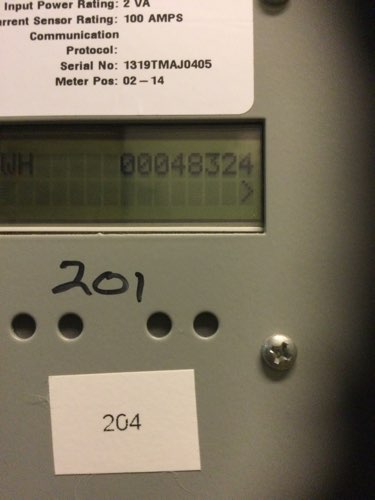 Input Power Rating: 2 VA
urrent Sensor Rating: 100 AMPS
Communication
Protocol:
Serial No: 1319TMAJ0405
Meter Pos: 02-14
WH 00048324
>
201
204